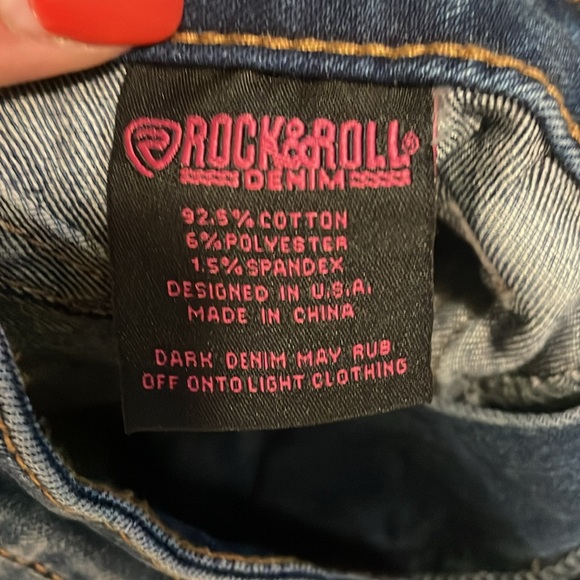 ROCK&ROLL®
DENIM
92.5% COTTON
6% POLYESTER
1.5% SPANDEX
DESIGNED IN U.S.A.
MADE IN CHINA
DARK DENIM MAY RUB
OFF ONTO LIGHT CLOTHING